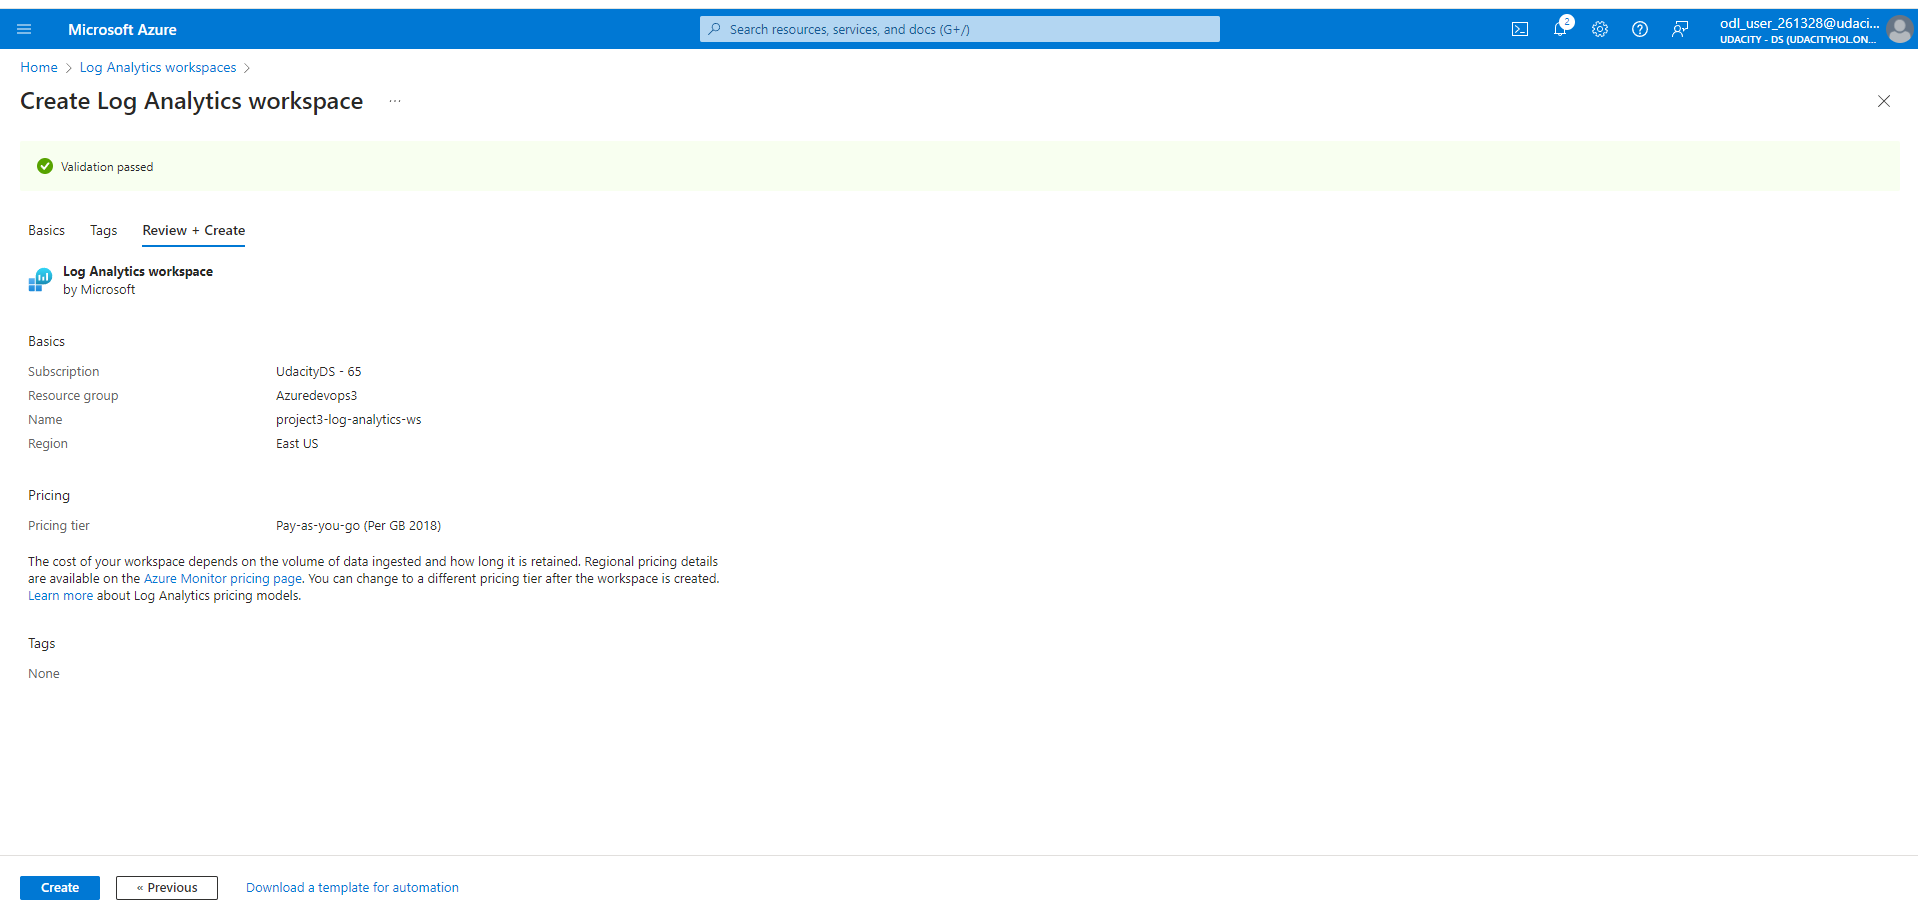 Microsoft Azure
Search resources, services, and docs (G+/)
2
odl_user_261328@udaci...
UDACITY - DS (UDACITYHOL.ON...
Home > Log Analytics workspaces >
Create Log Analytics workspace ...
Validation passed
Basics Tags Review + Create
Log Analytics workspace
by Microsoft
Basics
Subscription UdacityDS - 65
Resource group Azuredevops3
Name project3-log-analytics-ws
Region East US
Pricing
Pricing tier Pay-as-you-go (Per GB 2018)
The cost of your workspace depends on the volume of data ingested and how long it is retained. Regional pricing details
are available on the Azure Monitor pricing page. You can change to a different pricing tier after the workspace is created.
Learn more about Log Analytics pricing models.
Tags
None
Create « Previous Download a template for automation